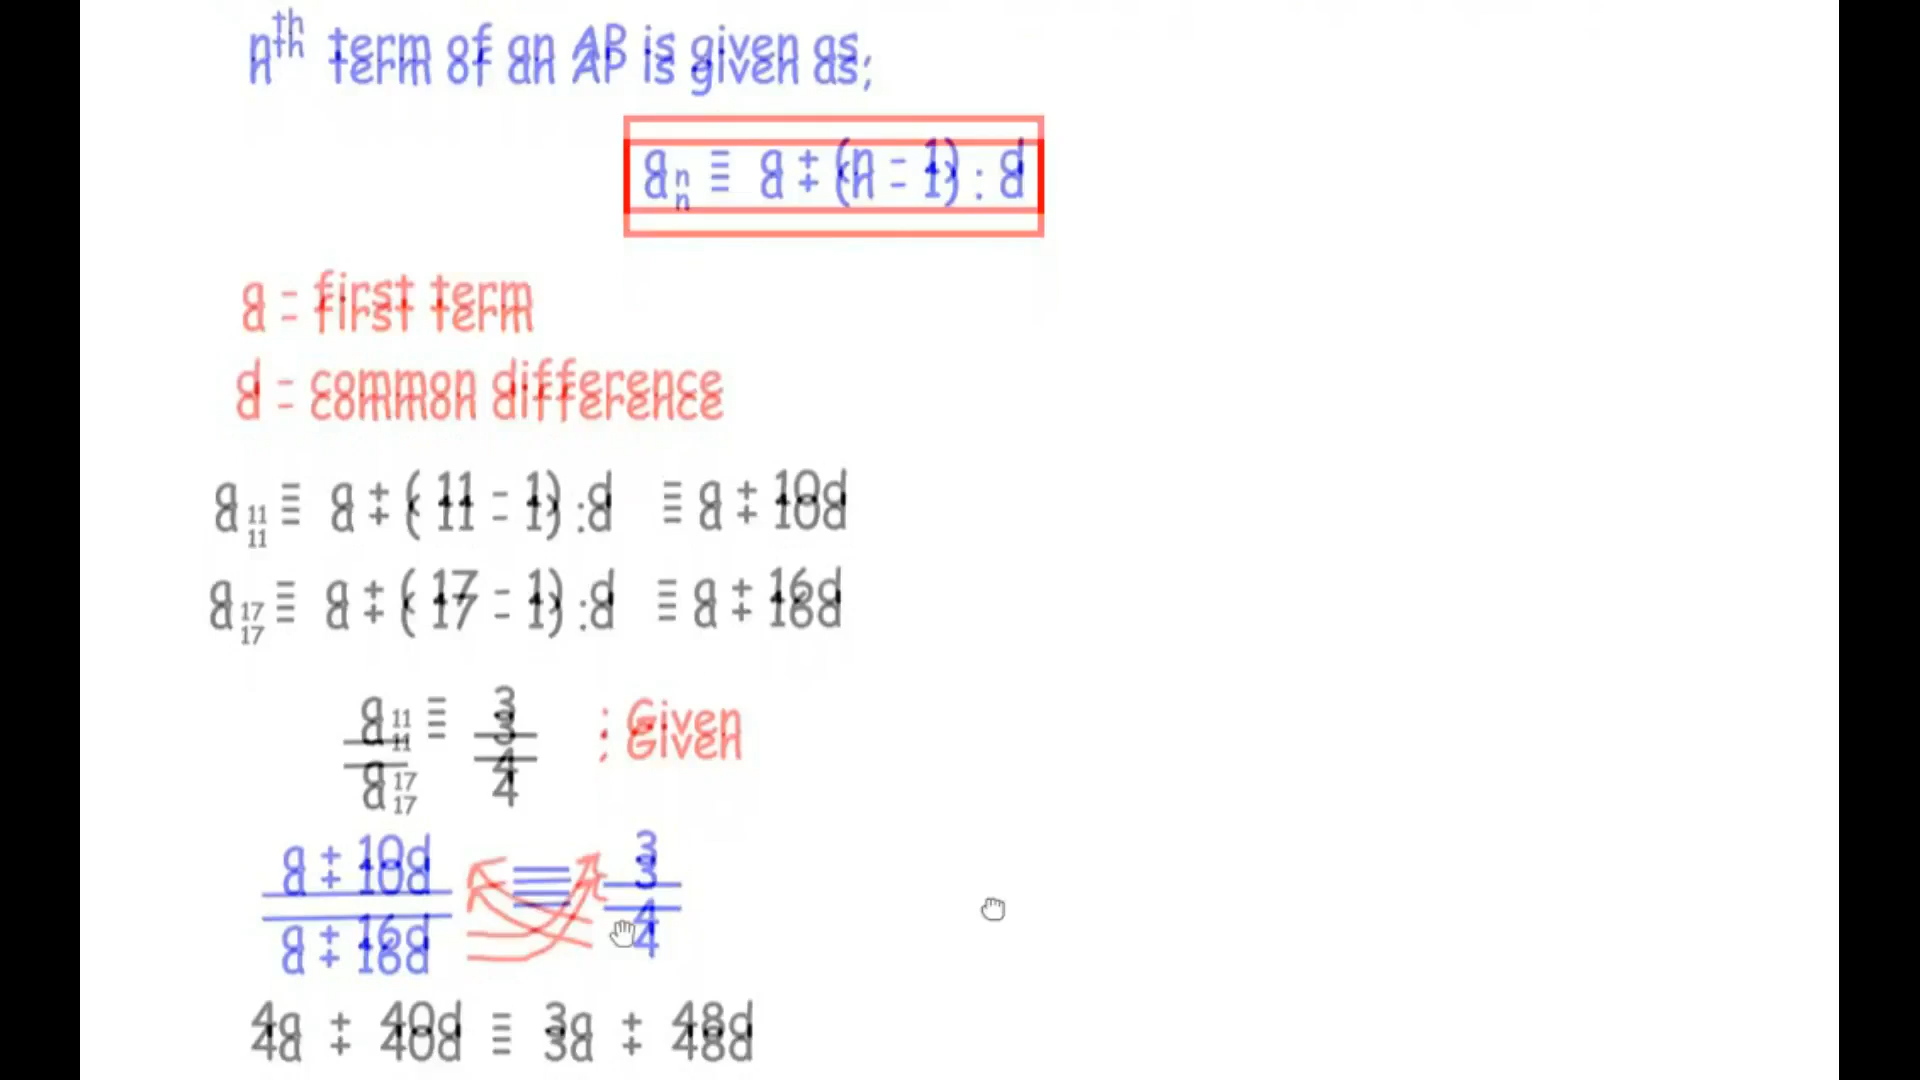 nth term of an AP is given as;
an = a + (n - 1) . d
a - first term
d - common difference
a11 = a + ( 11 - 1) .d = a + 10d
a17 = a + ( 17 - 1) .d = a + 16d
a11 = 3 ; Given
a17 4
a + 10d = 3
a + 16d 4
4a + 40d = 3a + 48d